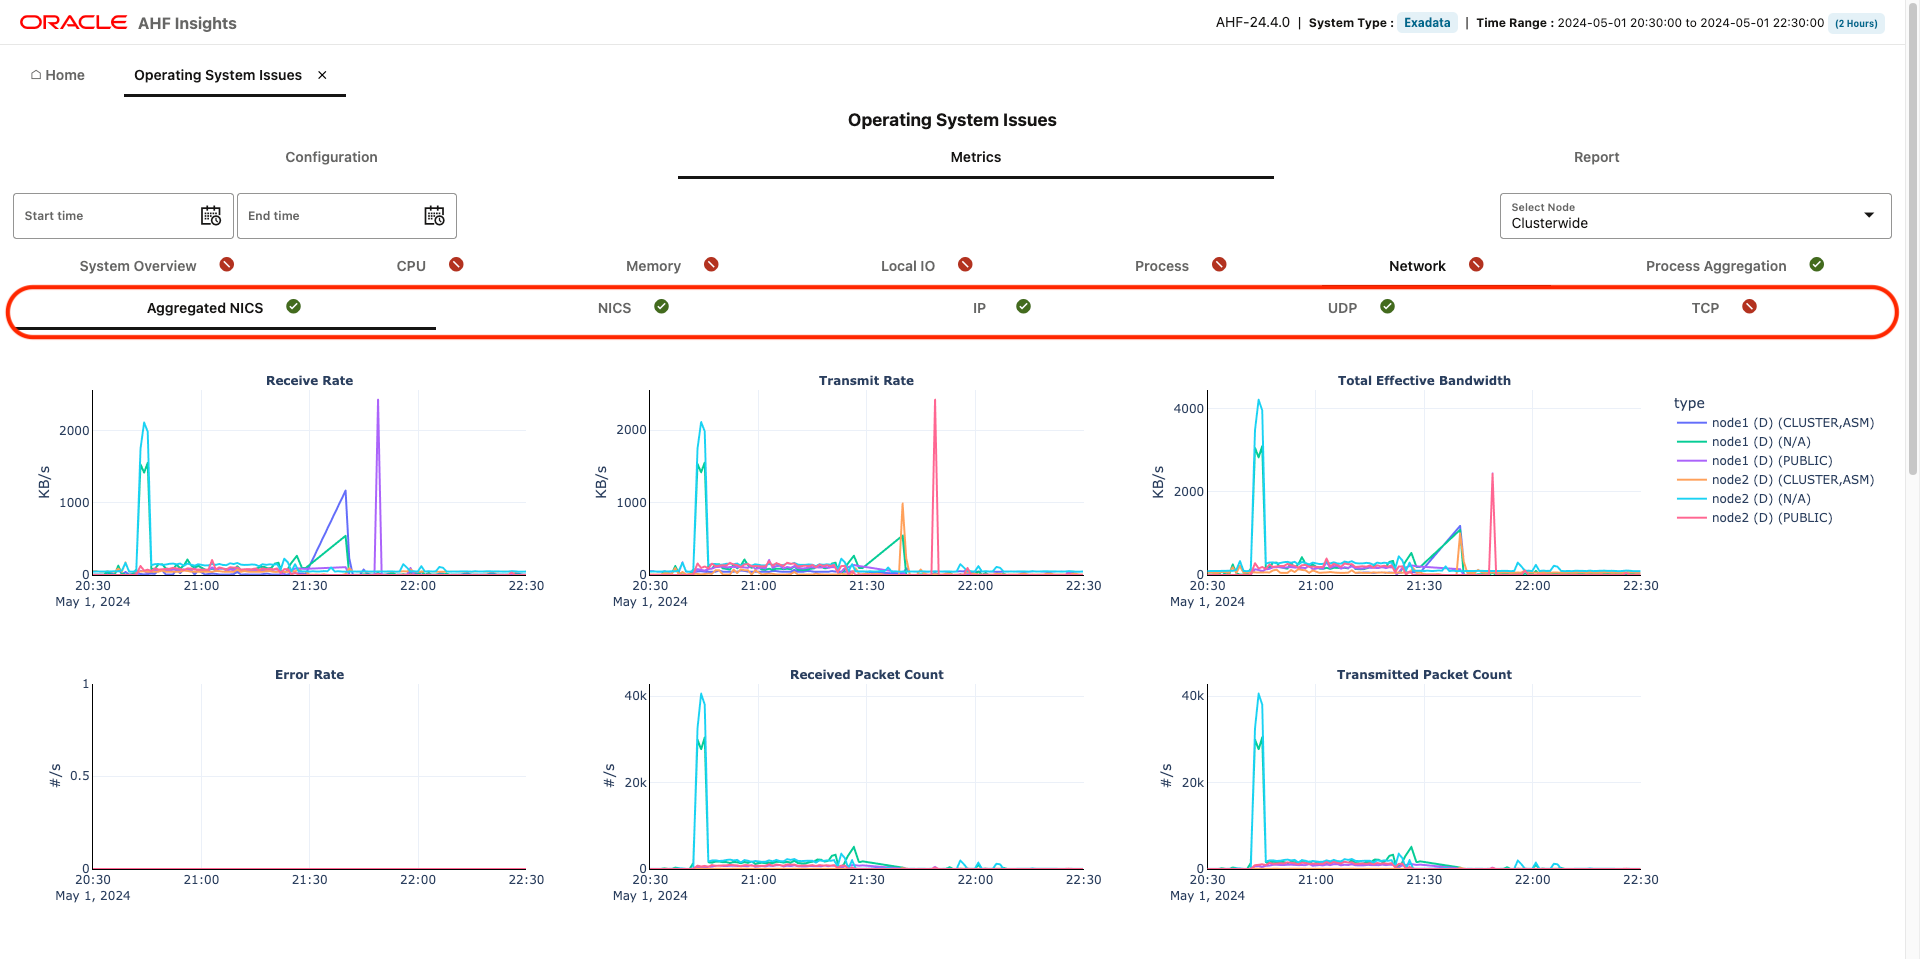 ORACLE AHF Insights
AHF-24.4.0 | System Type : Exadata | Time Range : 2024-05-01 20:30:00 to 2024-05-01 22:30:00 (2 Hours)
Home Operating System Issues ×
Operating System Issues
Configuration Metrics Report
Start time End time
Select Node
Clusterwide
System Overview CPU Memory Local IO Process Network Process Aggregation
Aggregated NICS NICS IP UDP TCP
Receive Rate
KB/s
2000
1000
0
20:30 21:00 21:30 22:00 22:30
May 1, 2024
Transmit Rate
KB/s
2000
1000
0
20:30 21:00 21:30 22:00 22:30
May 1, 2024
Total Effective Bandwidth
KB/s
4000
2000
0
20:30 21:00 21:30 22:00 22:30
May 1, 2024
type
node1 (D) (CLUSTER,ASM)
node1 (D) (N/A)
node1 (D) (PUBLIC)
node2 (D) (CLUSTER,ASM)
node2 (D) (N/A)
node2 (D) (PUBLIC)
Error Rate
#/s
1
0.5
0
20:30 21:00 21:30 22:00 22:30
May 1, 2024
Received Packet Count
#/s
40k
20k
0
20:30 21:00 21:30 22:00 22:30
May 1, 2024
Transmitted Packet Count
#/s
40k
20k
0
20:30 21:00 21:30 22:00 22:30
May 1, 2024